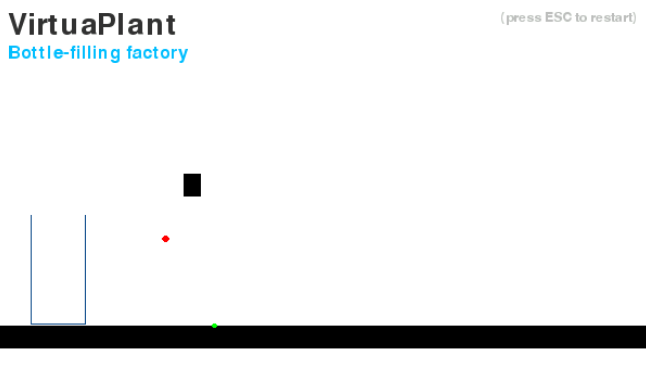 VirtuaPlant
(press ESC to restart)
Bottle-filling factory